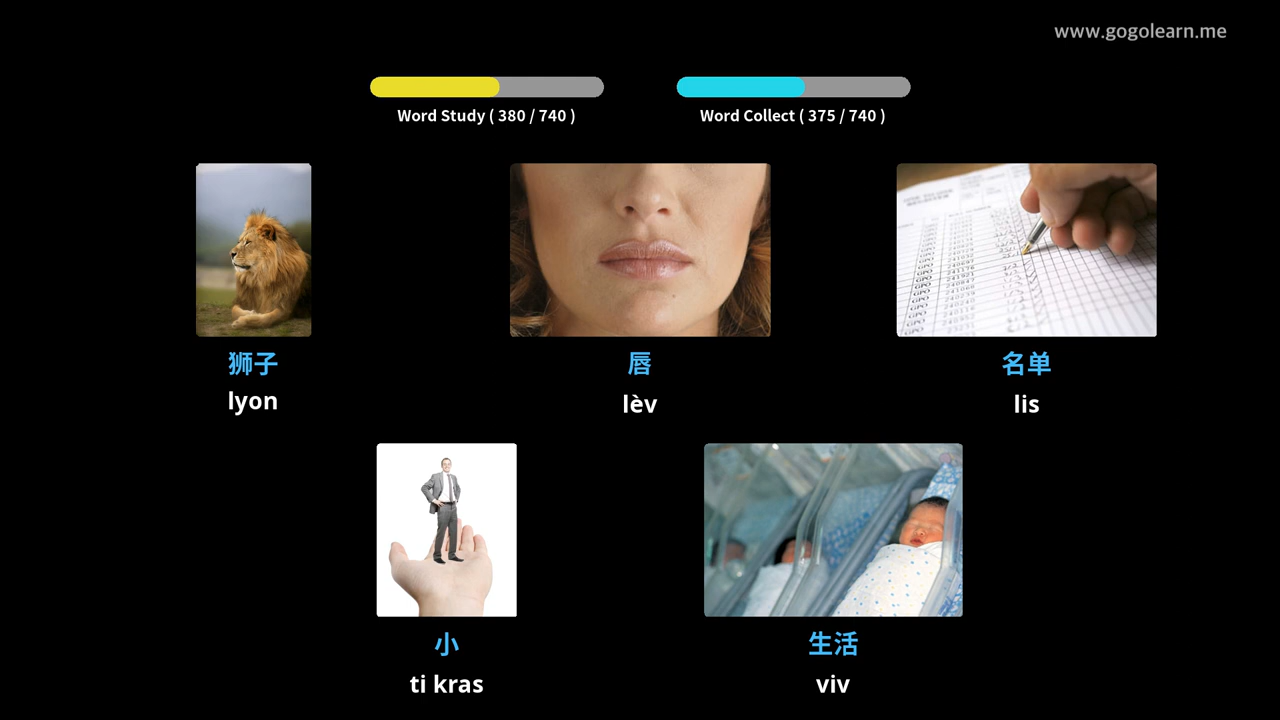 www.gogolearn.me
Word Study ( 380 / 740 )
Word Collect ( 375 / 740 )
狮子
lyon
唇
lèv
名单
lis
小
ti kras
生活
viv